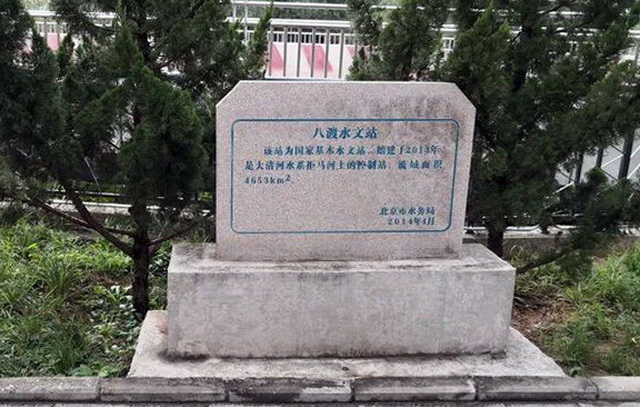 八渡水文站
该站为国家基本水文站，始建于2013年，
是大清河水系拒马河上的控制站，流域面积
4653km²。
北京市水务局
2014年4月